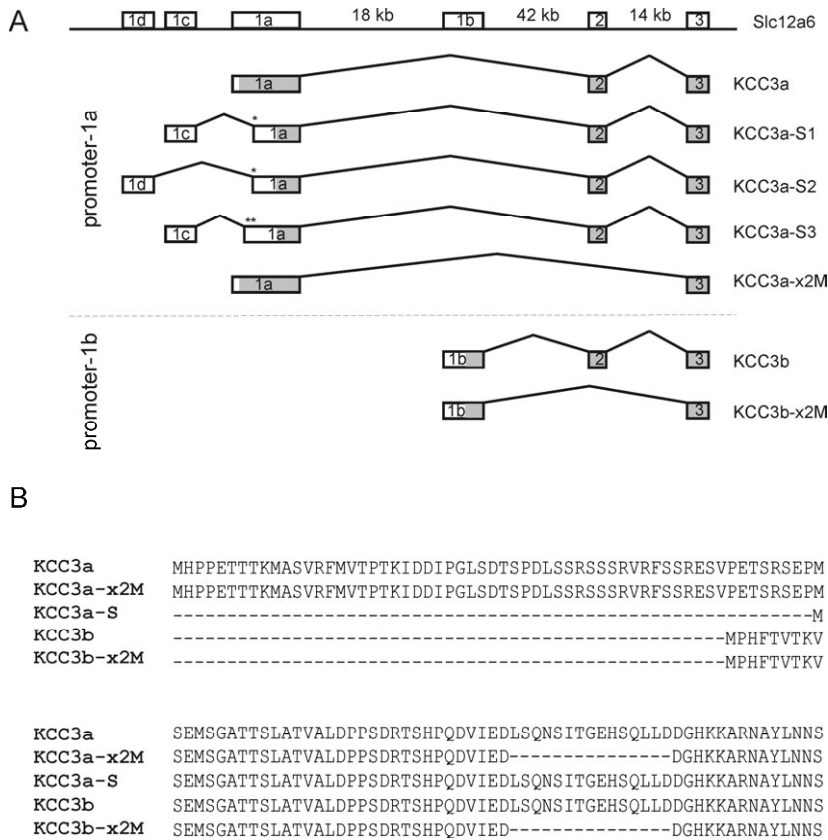 A
1d 1c 1a 18 kb 1b 42 kb 2 14 kb 3 Slc12a6
promoter-1a
1a 2 3 KCC3a
1c * 1a 2 3 KCC3a-S1
1d * 1a 2 3 KCC3a-S2
1c ** 1a 2 3 KCC3a-S3
1a 3 KCC3a-x2M
promoter-1b
1b 2 3 KCC3b
1b 3 KCC3b-x2M
B
KCC3a MHPPETTTKMASVRFMVTPTKIDDIPGLSDTSPDLSSRSSSRVRFSSRESVPETSRSEPM
KCC3a-x2M MHPPETTTKMASVRFMVTPTKIDDIPGLSDTSPDLSSRSSSRVRFSSRESVPETSRSEPM
KCC3a-S -----------------------------------------------------------M
KCC3b ---------------------------------------------------MPHFTVTKV
KCC3b-x2M ---------------------------------------------------MPHFTVTKV
KCC3a SEMSGATTSLATVALDPPSDRTSHPQDVIEDLSQNSITGEHSQLLDDGHKKARNAYLNNS
KCC3a-x2M SEMSGATTSLATVALDPPSDRTSHPQDVIED---------------DGHKKARNAYLNNS
KCC3a-S SEMSGATTSLATVALDPPSDRTSHPQDVIEDLSQNSITGEHSQLLDDGHKKARNAYLNNS
KCC3b SEMSGATTSLATVALDPPSDRTSHPQDVIEDLSQNSITGEHSQLLDDGHKKARNAYLNNS
KCC3b-x2M SEMSGATTSLATVALDPPSDRTSHPQDVIED---------------DGHKKARNAYLNNS